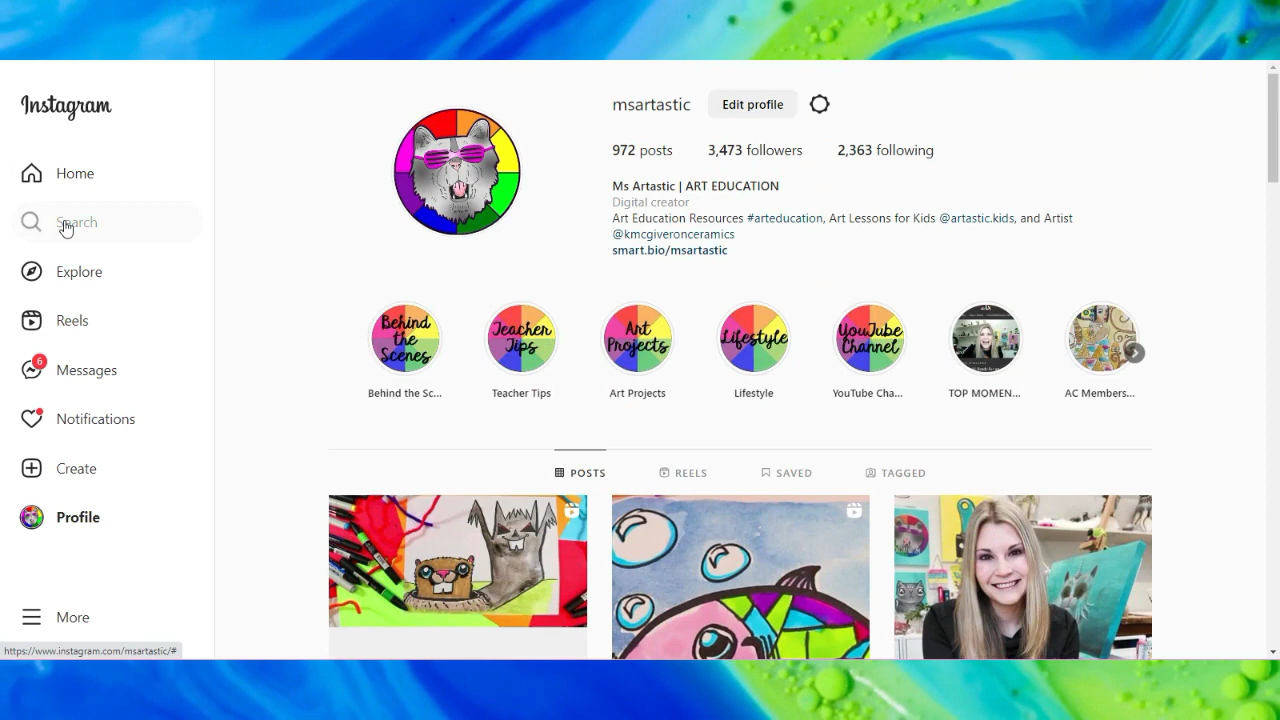 Instagram
Home
Search
Explore
Reels
6
Messages
Notifications
Create
Profile
More
https://www.instagram.com/msartastic/#
msartastic
Edit profile
972 posts
3,473 followers
2,363 following
Ms Artastic | ART EDUCATION
Digital creator
Art Education Resources #arteducation, Art Lessons for Kids @artastic.kids, and Artist
@kmcgiveronceramics
smart.bio/msartastic
Behind
the
Scenes
Teacher
Tips
Art
Projects
Lifestyle
YouTube
Channel
Behind the Sc...
Teacher Tips
Art Projects
Lifestyle
YouTube Cha...
TOP MOMEN...
AC Members...
POSTS
REELS
SAVED
TAGGED